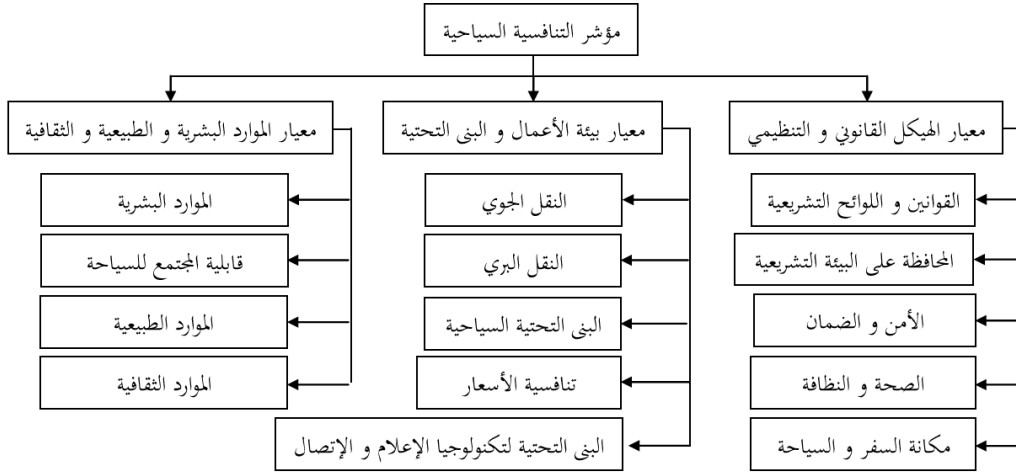 مؤشر التنافسية السياحية
معيار الهيكل القانوني و التنظيمي
القوانين و اللوائح التشريعية
المحافظة على البيئة التشريعية
الأمن و الضمان
الصحة و النظافة
مكانة السفر و السياحة
معيار بيئة الأعمال و البنى التحتية
النقل الجوي
النقل البري
البنى التحتية السياحية
تنافسية الأسعار
البنى التحتية لتكنولوجيا الإعلام و الإتصال
معيار الموارد البشرية و الطبيعية و الثقافية
الموارد البشرية
قابلية المجتمع للسياحة
الموارد الطبيعية
الموارد الثقافية